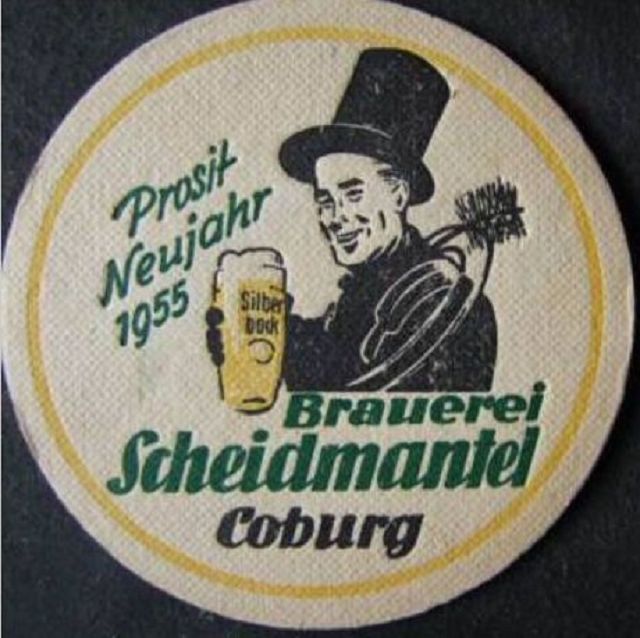 Prosit
Neujahr
1955
Silber
bock
Brauerei
Scheidmantel
Coburg